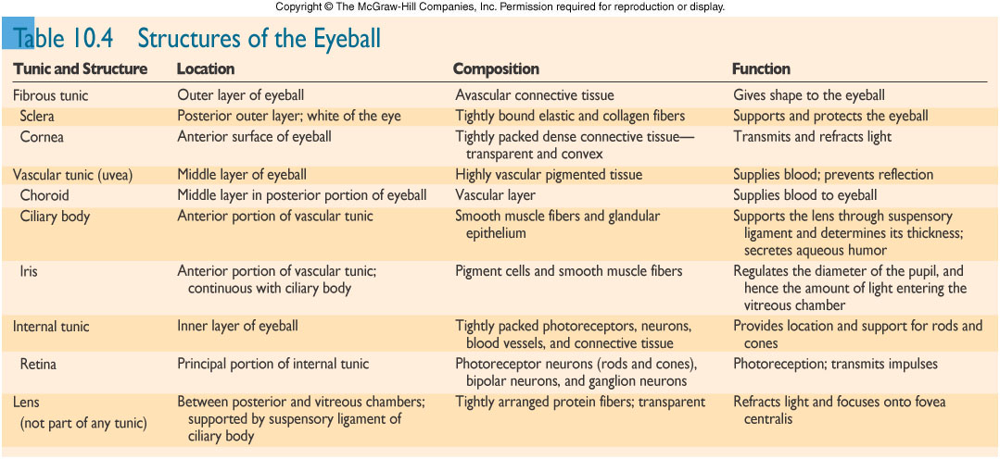 Copyright © The McGraw-Hill Companies, Inc. Permission required for reproduction or display.
Table 10.4 Structures of the Eyeball
Tunic and Structure Location Composition Function
Fibrous tunic Outer layer of eyeball Avascular connective tissue Gives shape to the eyeball
Sclera Posterior outer layer; white of the eye Tightly bound elastic and collagen fibers Supports and protects the eyeball
Cornea Anterior surface of eyeball Tightly packed dense connective tissue— Transmits and refracts light
transparent and convex
Vascular tunic (uvea) Middle layer of eyeball Highly vascular pigmented tissue Supplies blood; prevents reflection
Choroid Middle layer in posterior portion of eyeball Vascular layer Supplies blood to eyeball
Ciliary body Anterior portion of vascular tunic Smooth muscle fibers and glandular Supports the lens through suspensory
epithelium ligament and determines its thickness;
secretes aqueous humor
Iris Anterior portion of vascular tunic; Pigment cells and smooth muscle fibers Regulates the diameter of the pupil, and
continuous with ciliary body hence the amount of light entering the
vitreous chamber
Internal tunic Inner layer of eyeball Tightly packed photoreceptors, neurons, Provides location and support for rods and
blood vessels, and connective tissue cones
Retina Principal portion of internal tunic Photoreceptor neurons (rods and cones), Photoreception; transmits impulses
bipolar neurons, and ganglion neurons
Lens Between posterior and vitreous chambers; Tightly arranged protein fibers; transparent Refracts light and focuses onto fovea
(not part of any tunic) supported by suspensory ligament of centralis
ciliary body